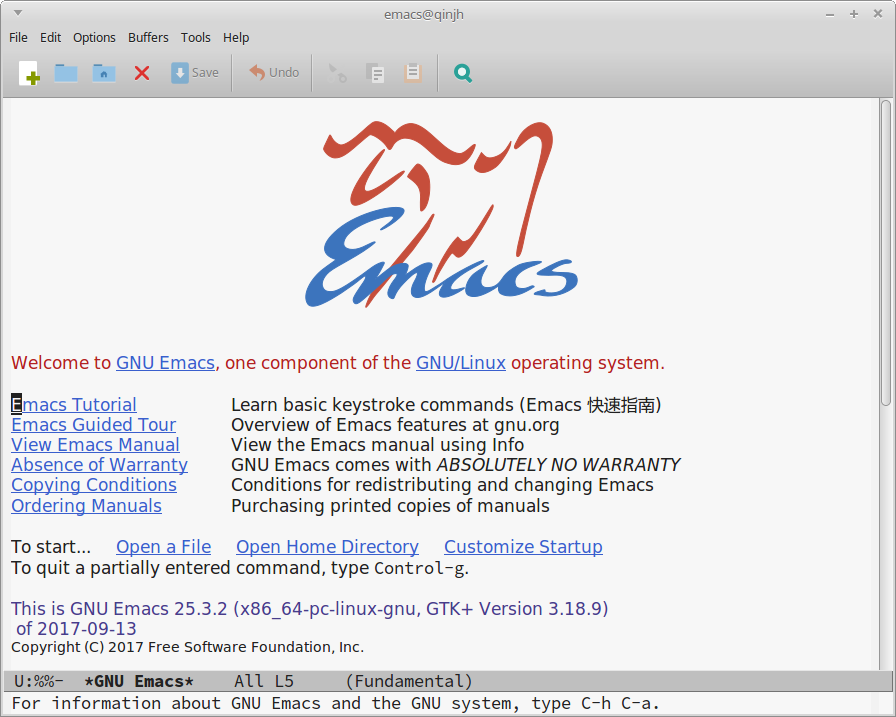 emacs@qinjh
File Edit Options Buffers Tools Help
Save Undo
Emacs
Welcome to GNU Emacs, one component of the GNU/Linux operating system.
Emacs Tutorial Learn basic keystroke commands (Emacs 快速指南)
Emacs Guided Tour Overview of Emacs features at gnu.org
View Emacs Manual View the Emacs manual using Info
Absence of Warranty GNU Emacs comes with ABSOLUTELY NO WARRANTY
Copying Conditions Conditions for redistributing and changing Emacs
Ordering Manuals Purchasing printed copies of manuals
To start... Open a File Open Home Directory Customize Startup
To quit a partially entered command, type Control-g.
This is GNU Emacs 25.3.2 (x86_64-pc-linux-gnu, GTK+ Version 3.18.9)
of 2017-09-13
Copyright (C) 2017 Free Software Foundation, Inc.
U:%%- *GNU Emacs* All L5 (Fundamental)
For information about GNU Emacs and the GNU system, type C-h C-a.